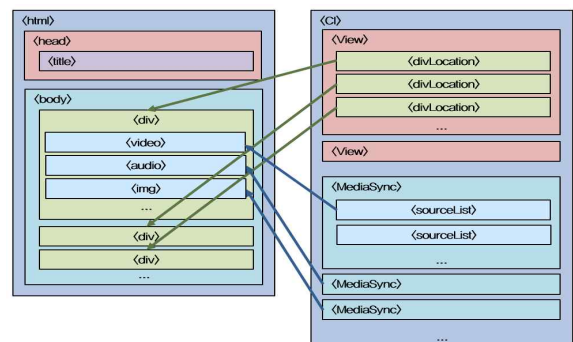 〈html〉
〈head〉
〈title〉
〈body〉
〈div〉
〈video〉
〈audio〉
〈img〉
...
〈div〉
〈div〉
...
〈CI〉
〈View〉
〈divLocation〉
〈divLocation〉
〈divLocation〉
...
〈View〉
〈MediaSync〉
〈sourceList〉
〈sourceList〉
...
〈MediaSync〉
〈MediaSync〉
...